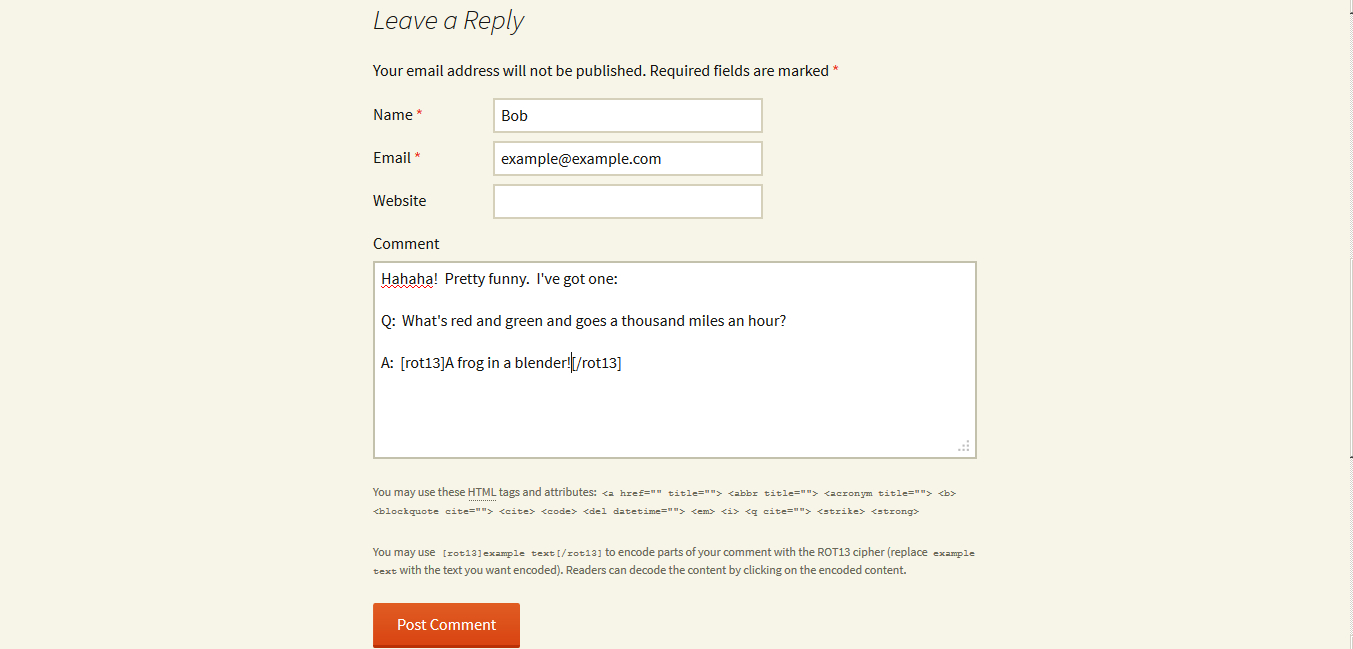 Leave a Reply
Your email address will not be published. Required fields are marked *
Name * Bob
Email * example@example.com
Website
Comment
Hahaha!  Pretty funny.  I've got one:
Q:  What's red and green and goes a thousand miles an hour?
A:  [rot13]A frog in a blender![/rot13]
You may use these HTML tags and attributes: <a href="" title=""> <abbr title=""> <acronym title=""> <b>
<blockquote cite=""> <cite> <code> <del datetime=""> <em> <i> <q cite=""> <strike> <strong>
You may use [rot13]example text[/rot13] to encode parts of your comment with the ROT13 cipher (replace example
text with the text you want encoded). Readers can decode the content by clicking on the encoded content.
Post Comment